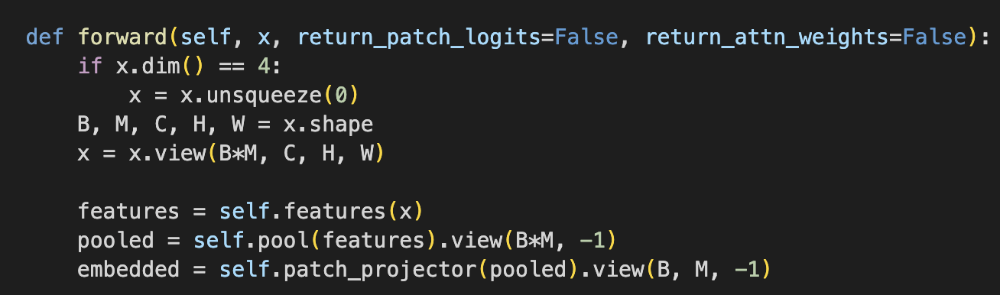 def forward(self, x, return_patch_logits=False, return_attn_weights=False):
    if x.dim() == 4:
        x = x.unsqueeze(0)
    B, M, C, H, W = x.shape
    x = x.view(B*M, C, H, W)

    features = self.features(x)
    pooled = self.pool(features).view(B*M, -1)
    embedded = self.patch_projector(pooled).view(B, M, -1)